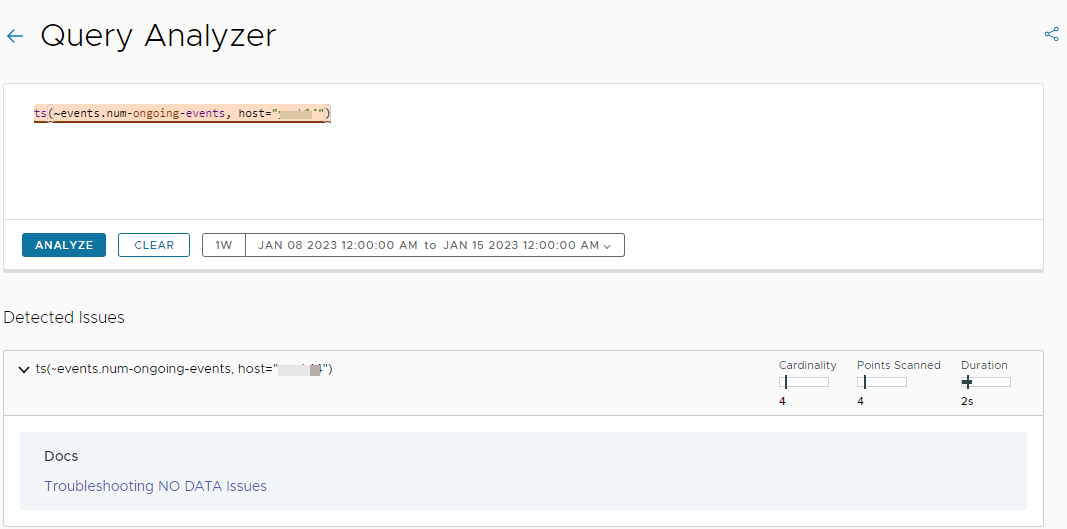 Query Analyzer
ts(~events.num-ongoing-events, host="")
ANALYZE
CLEAR
1W
JAN 08 2023 12:00:00 AM to JAN 15 2023 12:00:00 AM
Detected Issues
ts(~events.num-ongoing-events, host="")
Cardinality
Points Scanned
Duration
4
4
2s
Docs
Troubleshooting NO DATA Issues